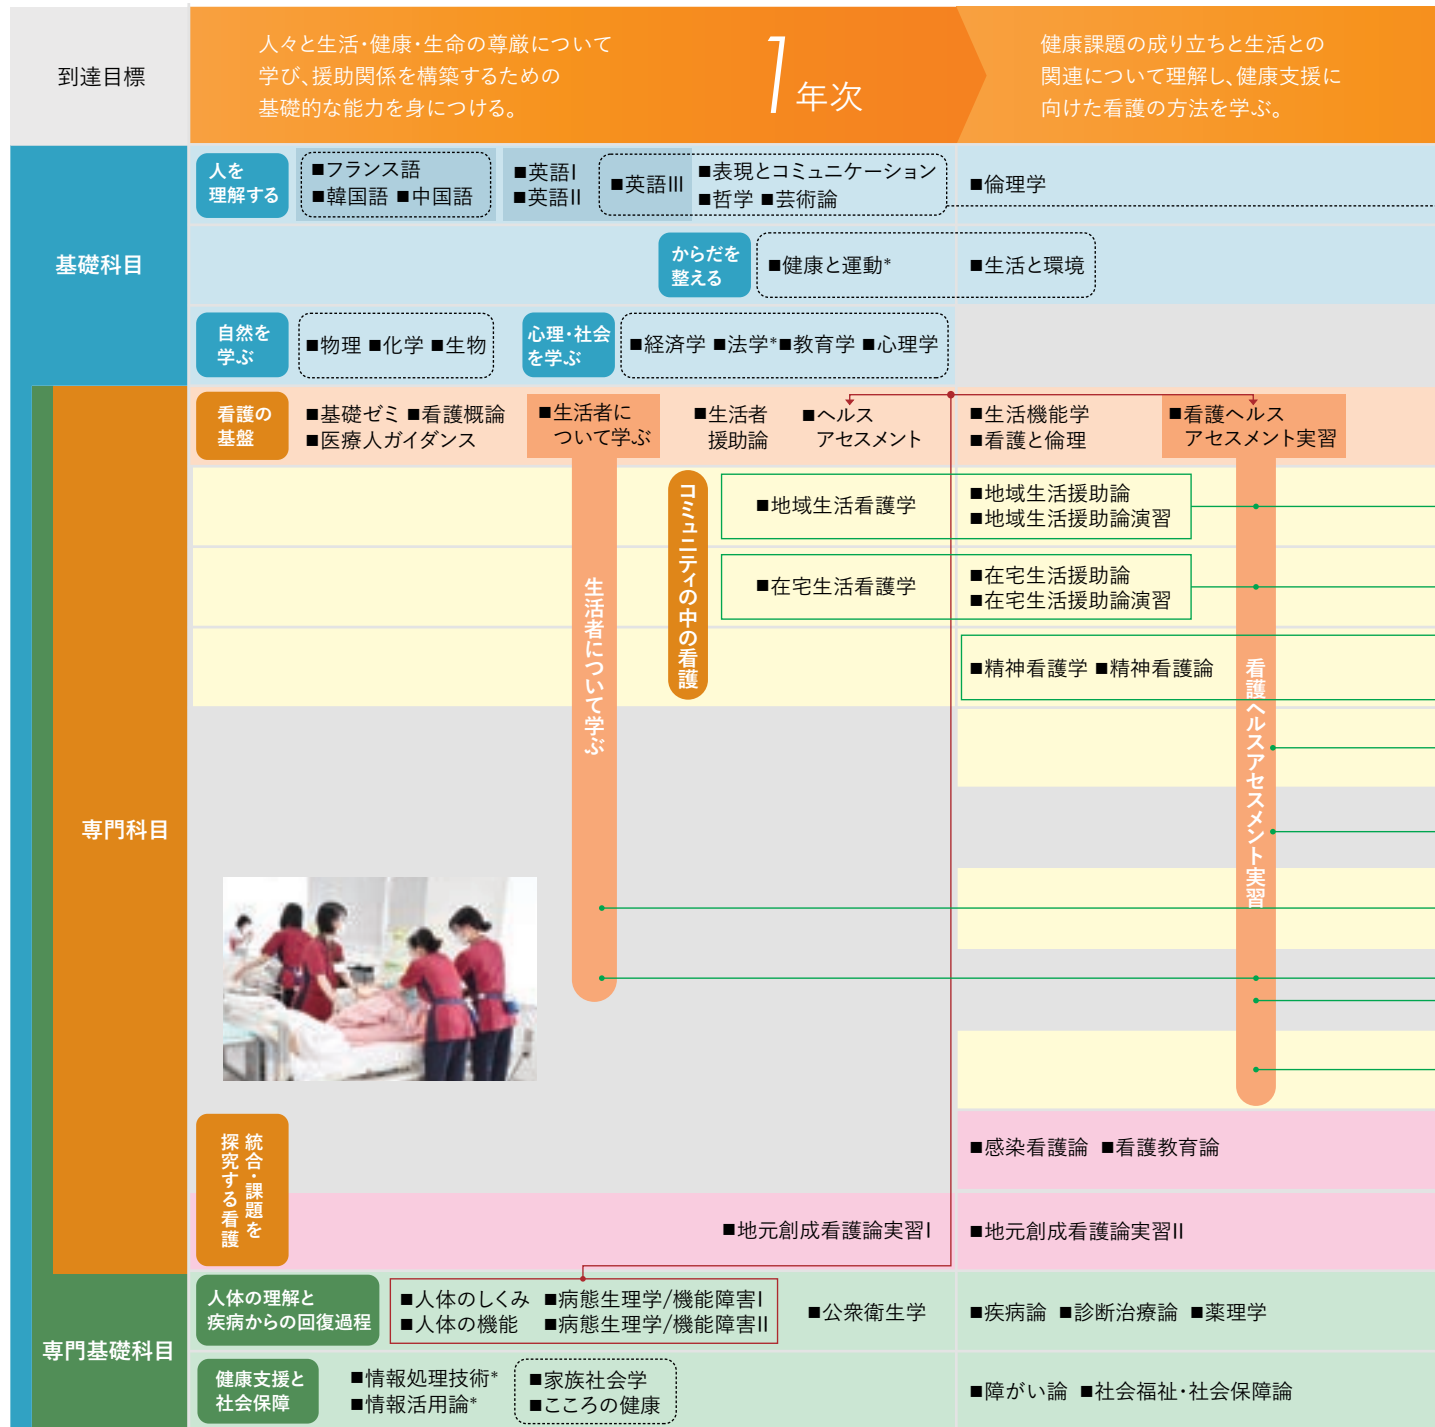 到達目標
人々と生活・健康・生命の尊厳について
学び、援助関係を構築するための
基礎的な能力を身につける。
1年次
健康課題の成り立ちと生活との
関連について理解し、健康支援に
向けた看護の方法を学ぶ。
基礎科目
人を
理解する
■フランス語
■韓国語 ■中国語
■英語I
■英語II
■英語III
■表現とコミュニケーション
■哲学 ■芸術論
■倫理学
からだを
整える
■健康と運動*
■生活と環境
自然を
学ぶ
■物理 ■化学 ■生物
心理・社会
を学ぶ
■経済学 ■法学*■教育学 ■心理学
専門科目
看護の
基盤
■基礎ゼミ ■看護概論
■医療人ガイダンス
■生活者に
ついて学ぶ
■生活者
援助論
■ヘルス
アセスメント
■生活機能学
■看護と倫理
■看護ヘルス
アセスメント実習
コミュニティの中の看護
■地域生活看護学
■地域生活援助論
■地域生活援助論演習
■在宅生活看護学
■在宅生活援助論
■在宅生活援助論演習
■精神看護学 ■精神看護論
生活者について学ぶ
看護ヘルスアセスメント実習
統合・課題を
探究する看護
■感染看護論 ■看護教育論
■地元創成看護論実習I
■地元創成看護論実習II
専門基礎科目
人体の理解と
疾病からの回復過程
■人体のしくみ ■病態生理学/機能障害I
■人体の機能 ■病態生理学/機能障害II
■公衆衛生学
■疾病論 ■診断治療論 ■薬理学
健康支援と
社会保障
■情報処理技術*
■情報活用論*
■家族社会学
■こころの健康
■障がい論 ■社会福祉・社会保障論